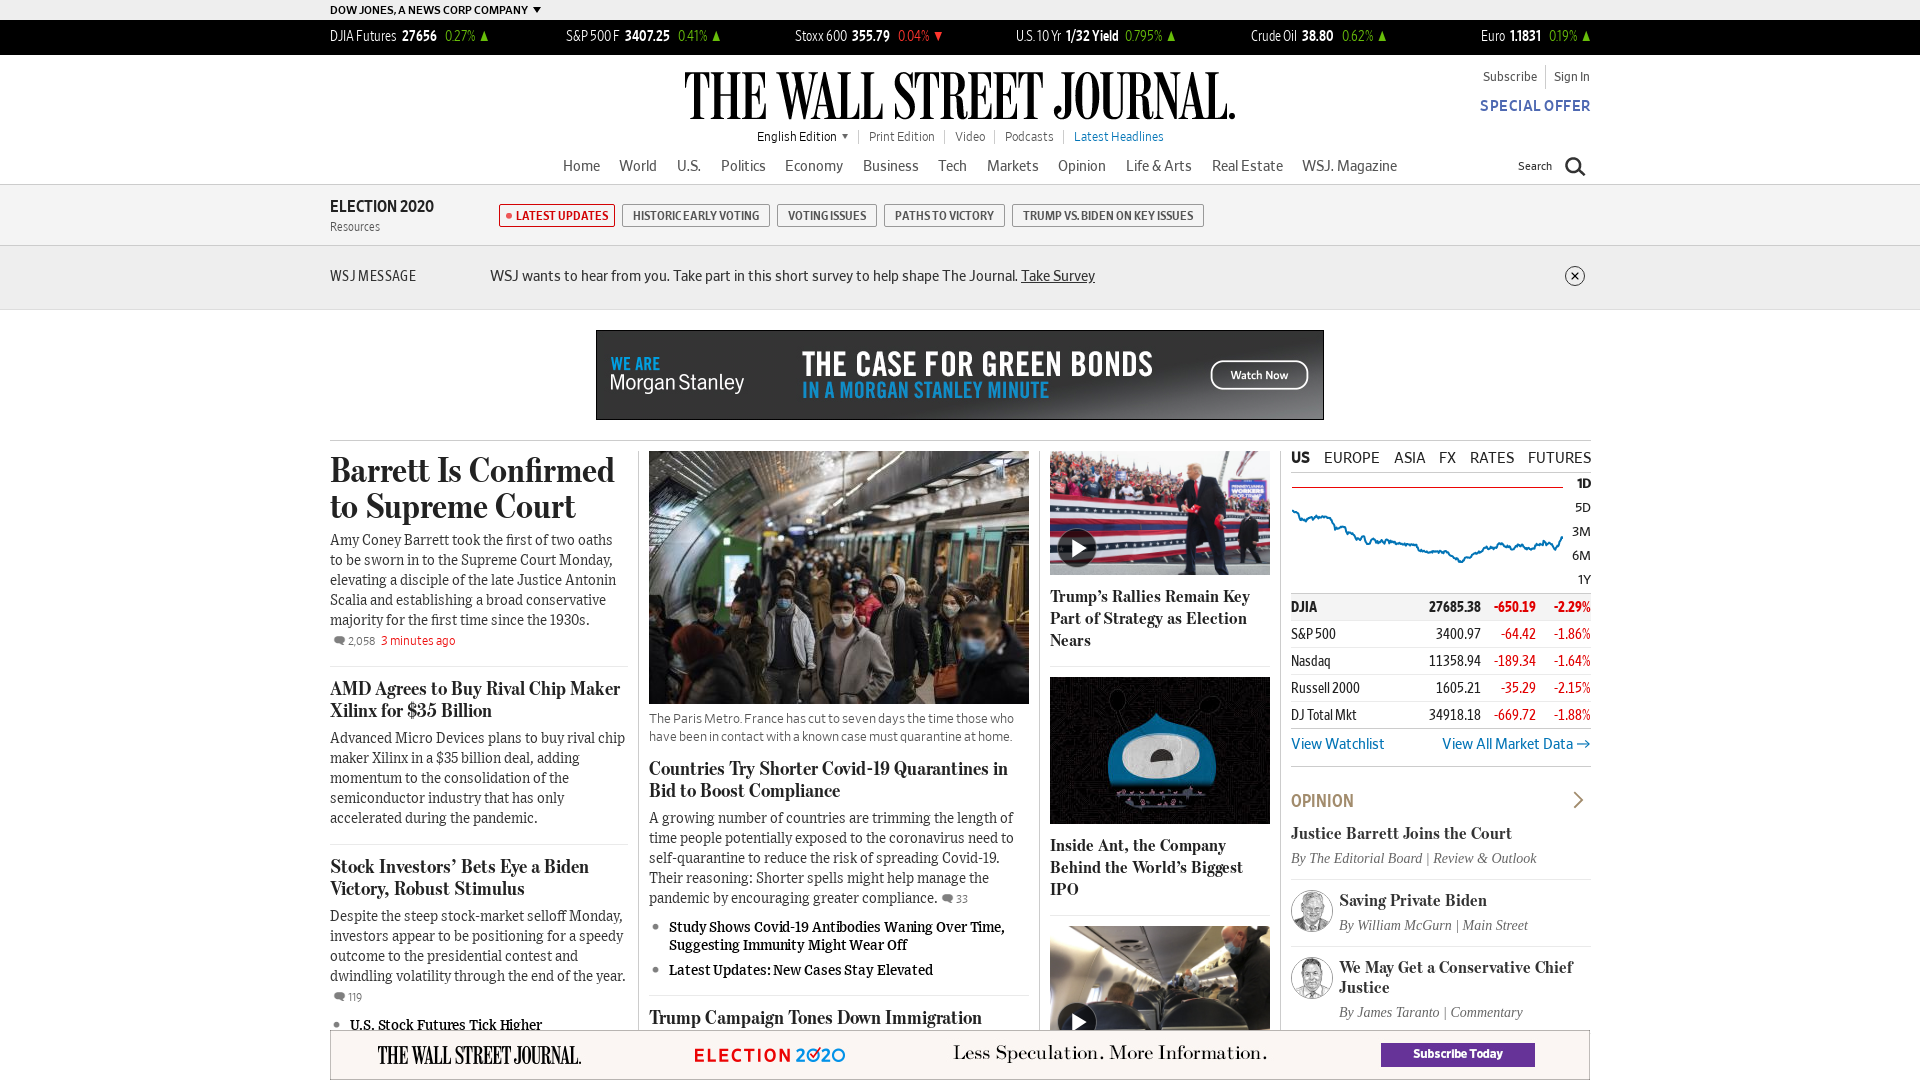 DOW JONES, A NEWS CORP COMPANY
DJIA Futures 27656 0.27%
S&P 500 F 3407.25 0.41%
Stoxx 600 355.79 0.04%
U.S. 10 Yr 1/32 Yield 0.795%
Crude Oil 38.80 0.62%
Euro 1.1831 0.19%
THE WALL STREET JOURNAL.
Subscribe Sign In
SPECIAL OFFER
English Edition Print Edition Video Podcasts Latest Headlines
Home World U.S. Politics Economy Business Tech Markets Opinion Life & Arts Real Estate WSJ. Magazine
Search
ELECTION 2020
Resources
LATEST UPDATES HISTORIC EARLY VOTING VOTING ISSUES PATHS TO VICTORY TRUMP VS. BIDEN ON KEY ISSUES
WSJ MESSAGE
WSJ wants to hear from you. Take part in this short survey to help shape The Journal. Take Survey
WE ARE
Morgan Stanley
THE CASE FOR GREEN BONDS
IN A MORGAN STANLEY MINUTE
Watch Now
Barrett Is Confirmed
to Supreme Court
Amy Coney Barrett took the first of two oaths
to be sworn in to the Supreme Court Monday,
elevating a disciple of the late Justice Antonin
Scalia and establishing a broad conservative
majority for the first time since the 1930s.
2,058 3 minutes ago
AMD Agrees to Buy Rival Chip Maker
Xilinx for $35 Billion
Advanced Micro Devices plans to buy rival chip
maker Xilinx in a $35 billion deal, adding
momentum to the consolidation of the
semiconductor industry that has only
accelerated during the pandemic.
Stock Investors’ Bets Eye a Biden
Victory, Robust Stimulus
Despite the steep stock-market selloff Monday,
investors appear to be positioning for a speedy
outcome to the presidential contest and
dwindling volatility through the end of the year.
119
U.S. Stock Futures Tick Higher
The Paris Metro. France has cut to seven days the time those who
have been in contact with a known case must quarantine at home.
Countries Try Shorter Covid-19 Quarantines in
Bid to Boost Compliance
A growing number of countries are trimming the length of
time people potentially exposed to the coronavirus need to
self-quarantine to reduce the risk of spreading Covid-19.
Their reasoning: Shorter spells might help manage the
pandemic by encouraging greater compliance. 33
Study Shows Covid-19 Antibodies Waning Over Time,
Suggesting Immunity Might Wear Off
Latest Updates: New Cases Stay Elevated
Trump Campaign Tones Down Immigration
Trump’s Rallies Remain Key
Part of Strategy as Election
Nears
Inside Ant, the Company
Behind the World’s Biggest
IPO
US EUROPE ASIA FX RATES FUTURES
1D
5D
3M
6M
1Y
DJIA 27685.38 -650.19 -2.29%
S&P 500 3400.97 -64.42 -1.86%
Nasdaq 11358.94 -189.34 -1.64%
Russell 2000 1605.21 -35.29 -2.15%
DJ Total Mkt 34918.18 -669.72 -1.88%
View Watchlist View All Market Data
OPINION
Justice Barrett Joins the Court
By The Editorial Board | Review & Outlook
Saving Private Biden
By William McGurn | Main Street
We May Get a Conservative Chief
Justice
By James Taranto | Commentary
THE WALL STREET JOURNAL.
ELECTION 2020
Less Speculation. More Information.
Subscribe Today